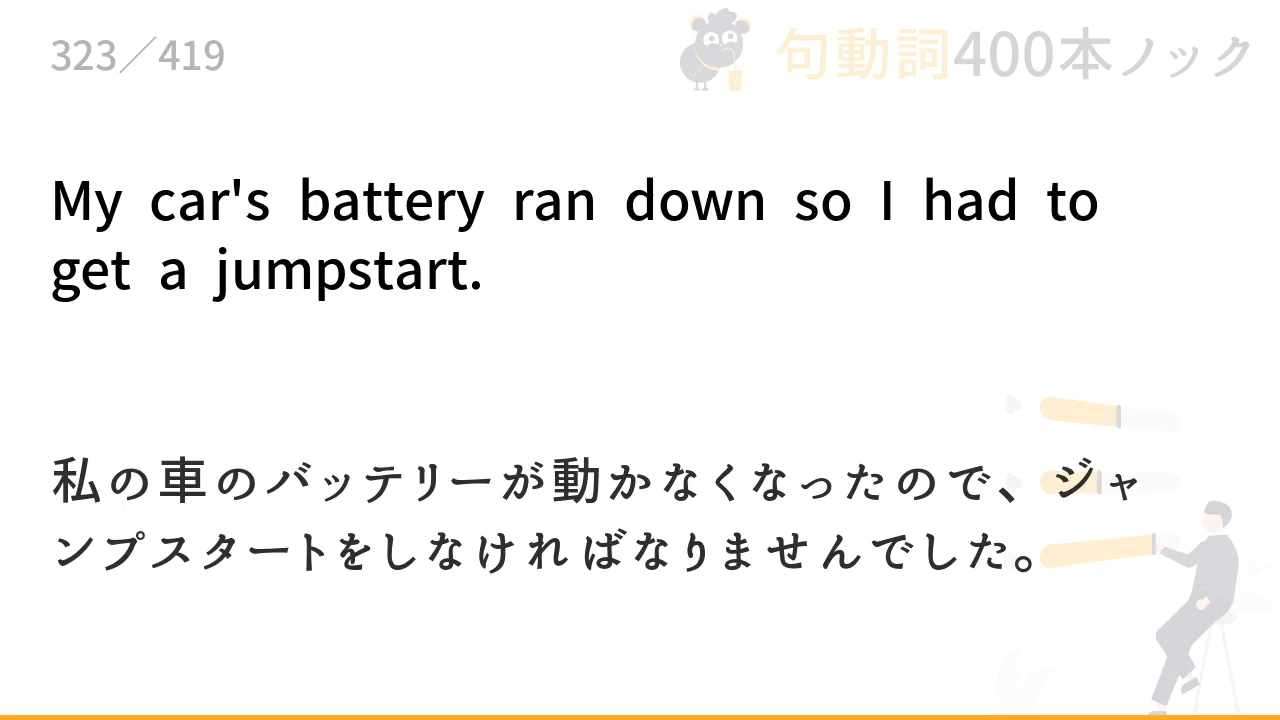 323／419
句動詞400本ノック
My car's battery ran down so I had to
get a jumpstart.
私の車のバッテリーが動かなくなったので、ジャ
ンプスタートをしなければなりませんでした。